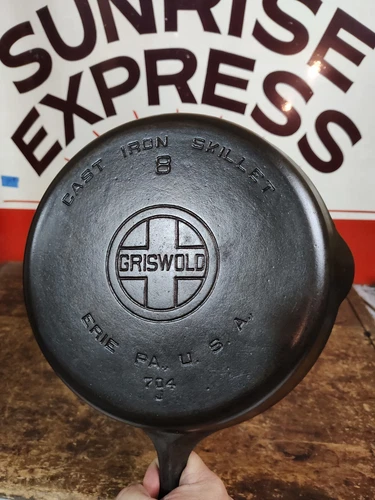 SUNRISE
EXPRESS
CAST IRON SKILLET
8
GRISWOLD
ERIE PA., U.S.A.
704
J